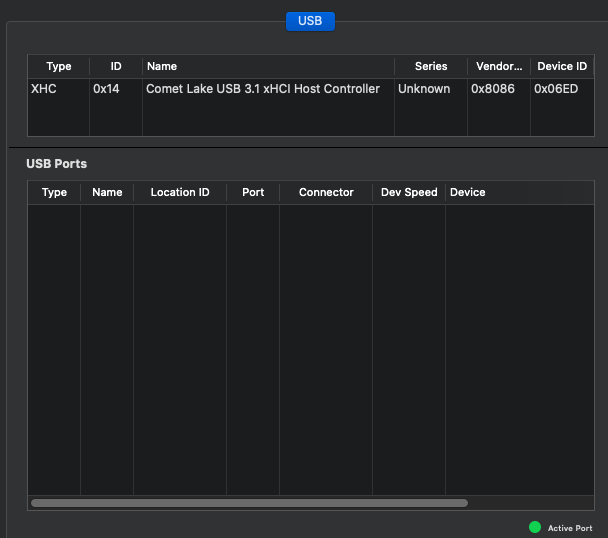 USB
Type ID Name Series Vendor... Device ID
XHC 0x14 Comet Lake USB 3.1 xHCI Host Controller Unknown 0x8086 0x06ED
USB Ports
Type Name Location ID Port Connector Dev Speed Device
Active Port